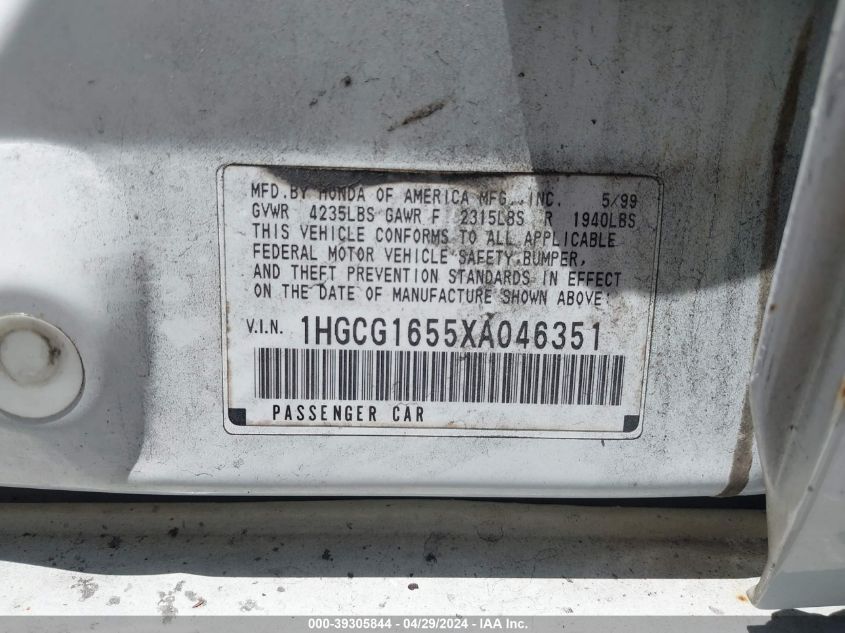 MFD.BY HONDA OF AMERICA MFG.,INC. 5/99
GVWR 4235LBS GAWR F 2315LBS R 1940LBS
THIS VEHICLE CONFORMS TO ALL APPLICABLE
FEDERAL MOTOR VEHICLE SAFETY,BUMPER,
AND THEFT PREVENTION STANDARDS IN EFFECT
ON THE DATE OF MANUFACTURE SHOWN ABOVE:
V.I.N. 1HGCG1655XA046351
PASSENGER CAR
000-39305844 - 04/29/2024 - IAA Inc.